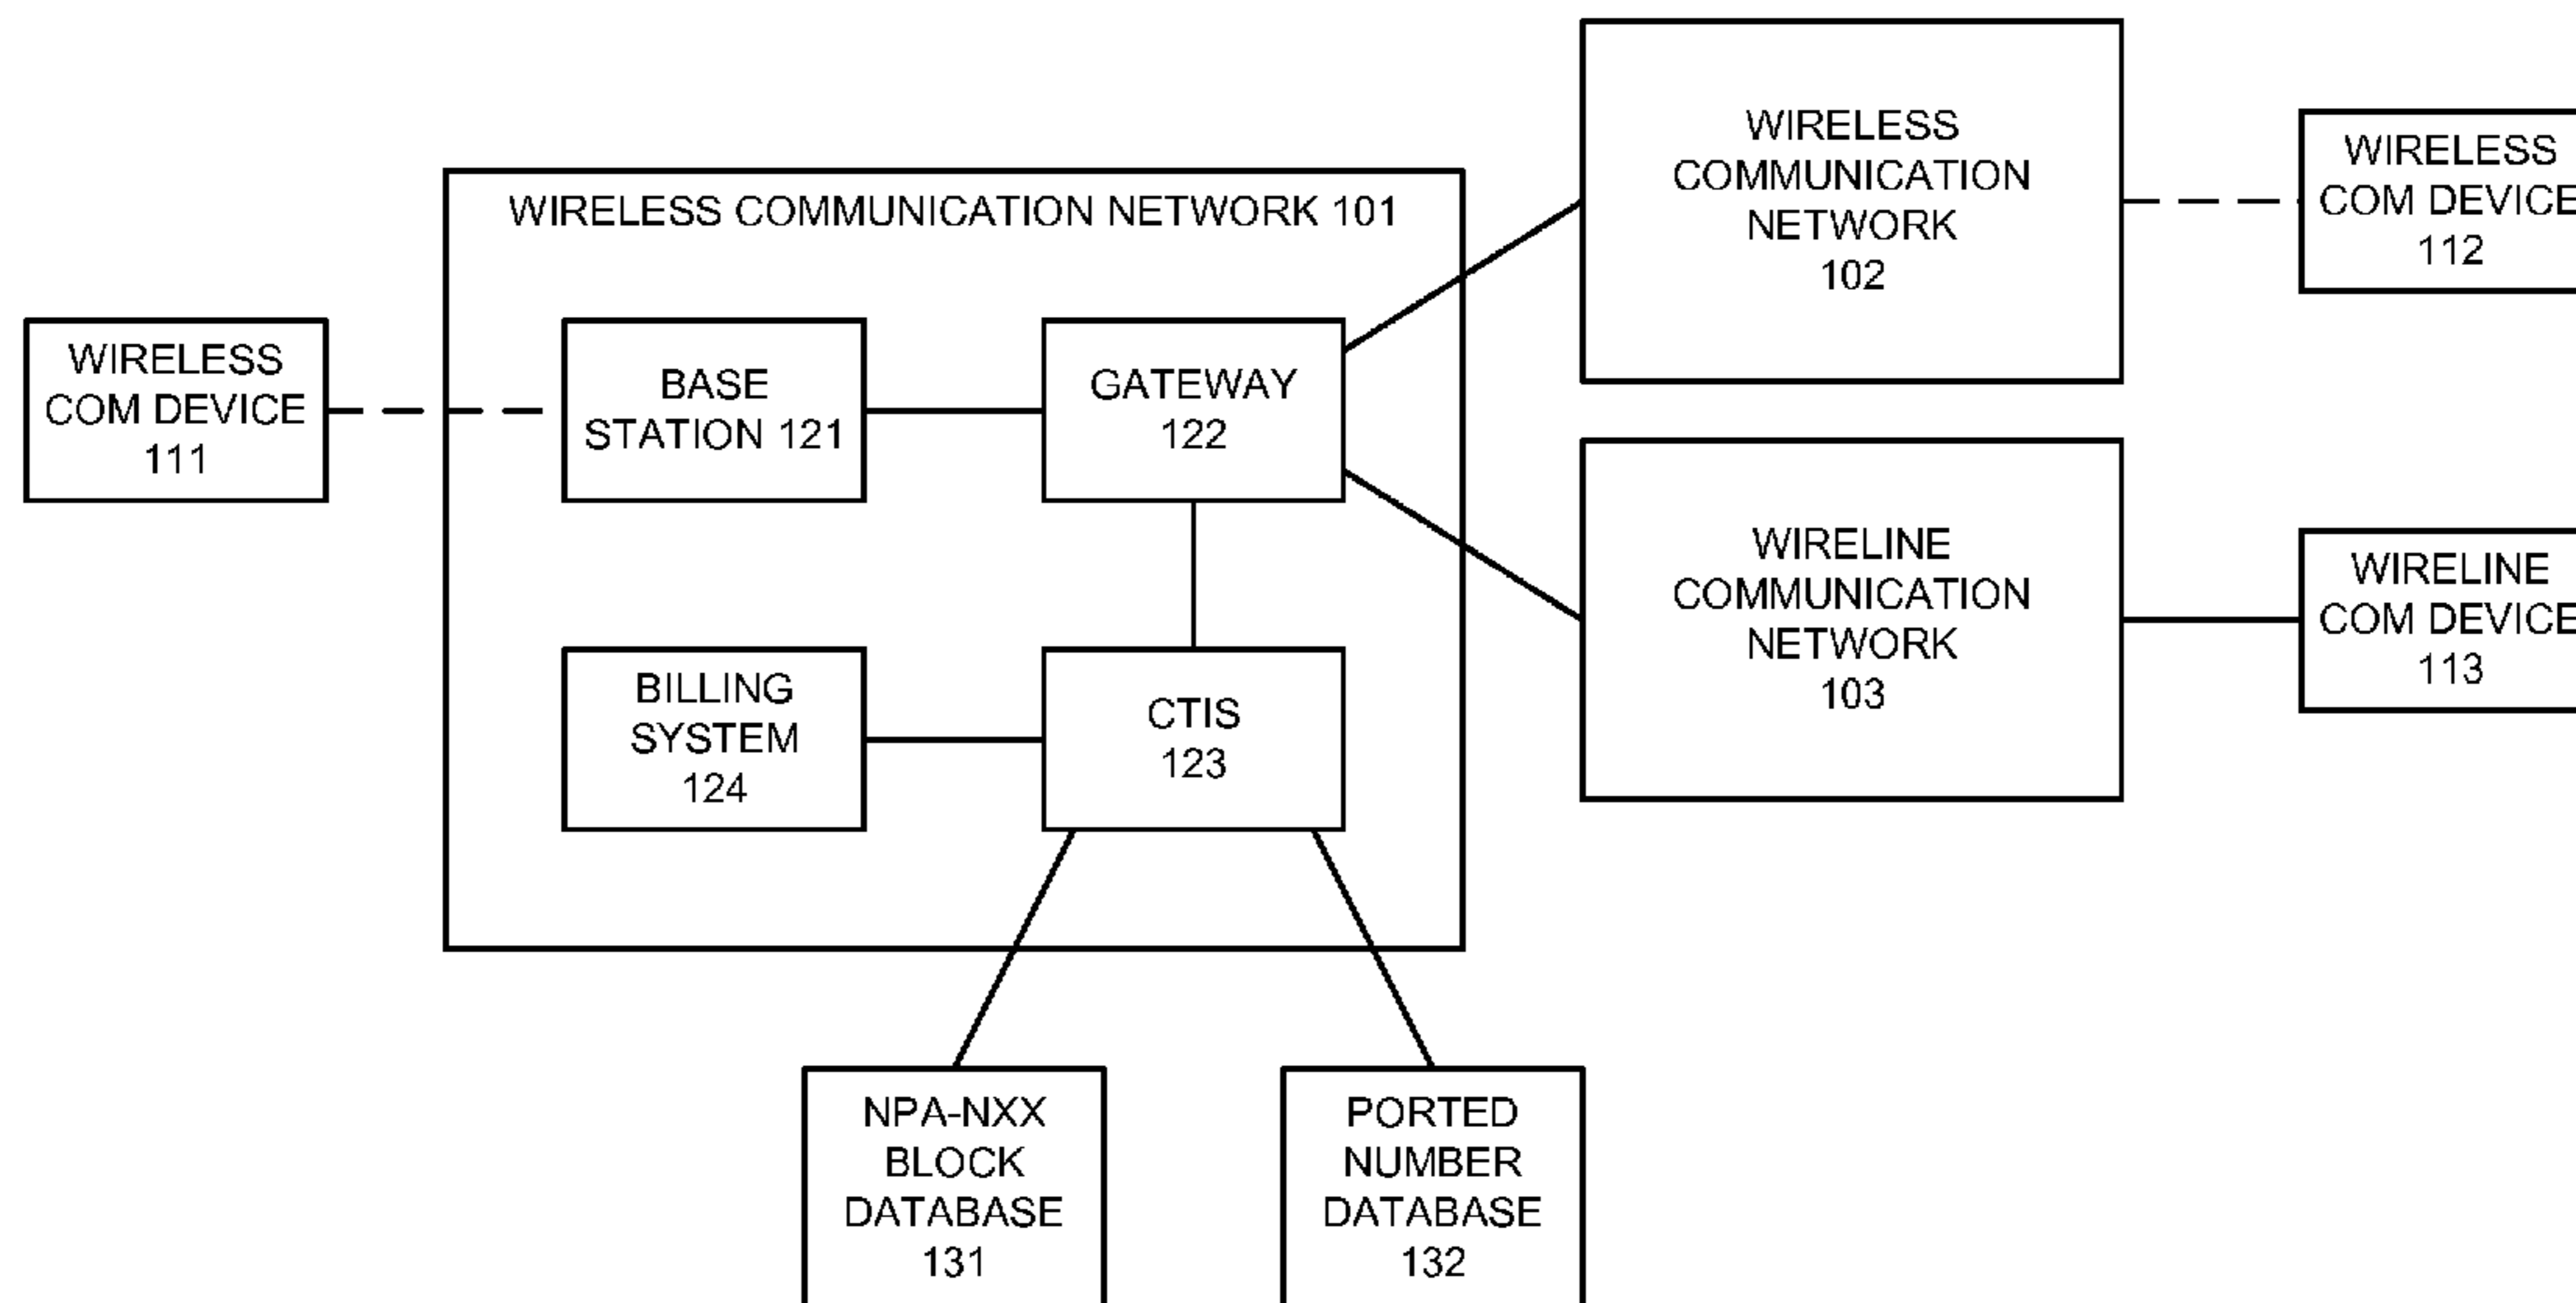 WIRELESS
COMMUNICATION
NETWORK
102
WIRELESS
COM DEVICE
112
WIRELESS COMMUNICATION NETWORK 101
WIRELESS
COM DEVICE
111
BASE
STATION 121
GATEWAY
122
WIRELINE
COMMUNICATION
NETWORK
103
WIRELINE
COM DEVICE
113
BILLING
SYSTEM
124
CTIS
123
NPA-NXX
BLOCK
DATABASE
131
PORTED
NUMBER
DATABASE
132